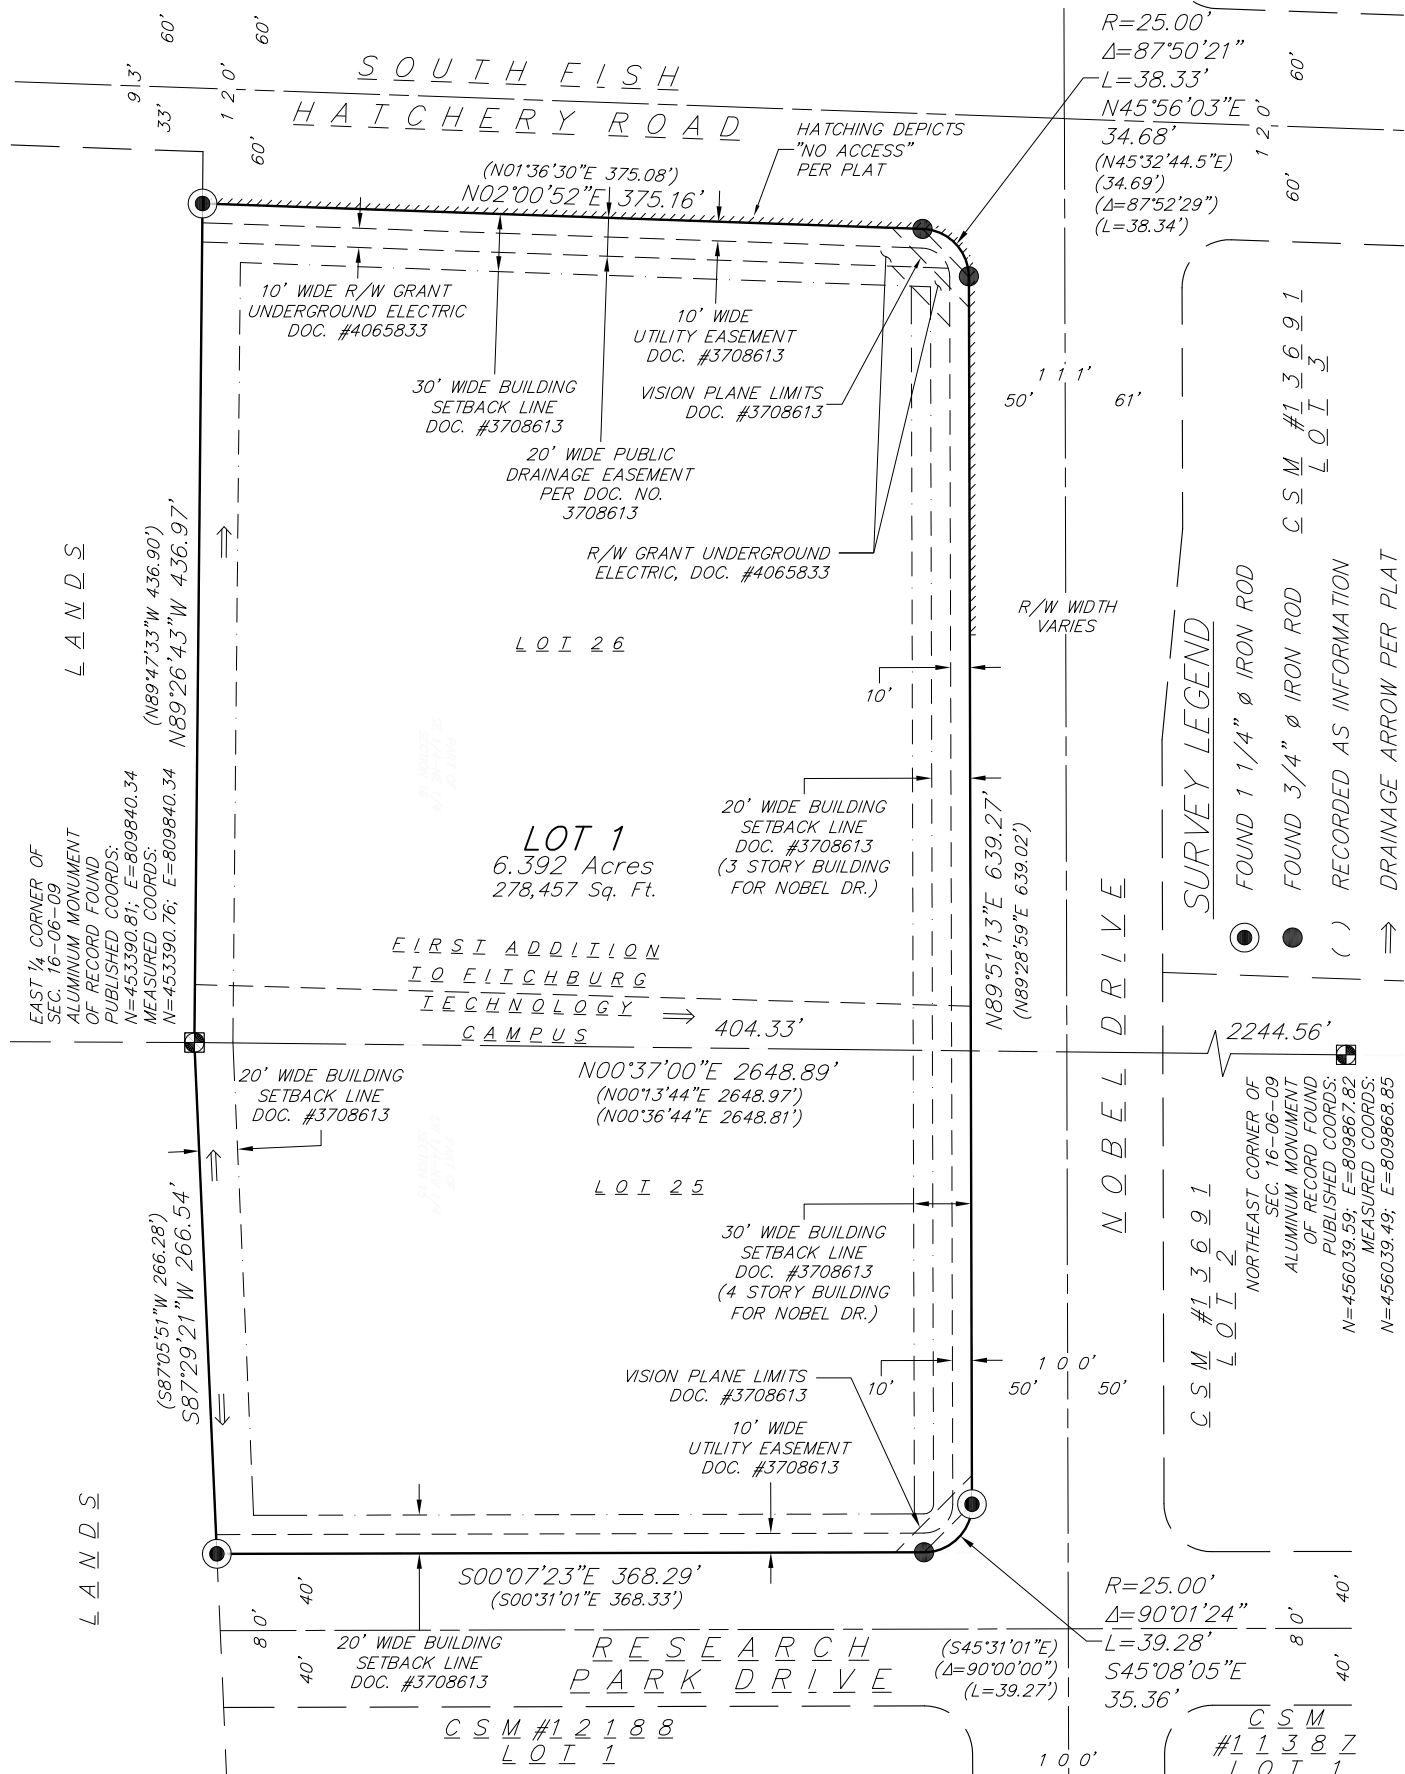 60'
60'
93'
33'
120'
60'
SOUTH FISH
HATCHERY ROAD
R=25.00'
Δ=87°50'21"
L=38.33'
N45°56'03"E
34.68'
(N45°32'44.5"E)
(34.69')
(Δ=87°52'29")
(L=38.34')
60'
120'
60'
HATCHING DEPICTS
"NO ACCESS"
PER PLAT
(N01°36'30"E 375.08')
N02°00'52"E 375.16'
10' WIDE R/W GRANT
UNDERGROUND ELECTRIC
DOC. #4065833
10' WIDE
UTILITY EASEMENT
DOC. #3708613
30' WIDE BUILDING
SETBACK LINE
DOC. #3708613
VISION PLANE LIMITS
DOC. #3708613
20' WIDE PUBLIC
DRAINAGE EASEMENT
PER DOC. NO.
3708613
R/W GRANT UNDERGROUND
ELECTRIC, DOC. #4065833
111'
50'
61'
CSM #13691
LOT 3
LANDS
(N89°47'33"W 436.90')
N89°26'43"W 436.97'
LOT 26
R/W WIDTH
VARIES
10'
SURVEY LEGEND
FOUND 1 1/4" ø IRON ROD
FOUND 3/4" ø IRON ROD
( ) RECORDED AS INFORMATION
⇒ DRAINAGE ARROW PER PLAT
EAST 1/4 CORNER OF
SEC. 16-06-09
ALUMINUM MONUMENT
OF RECORD FOUND
PUBLISHED COORDS:
N=453390.81; E=809840.34
MEASURED COORDS:
N=453390.76; E=809840.34
20' WIDE BUILDING
SETBACK LINE
DOC. #3708613
(3 STORY BUILDING
FOR NOBEL DR.)
LOT 1
6.392 Acres
278,457 Sq. Ft.
N89°51'13"E 639.27'
(N89°28'59"E 639.02')
NOBEL DRIVE
FIRST ADDITION
TO FITCHBURG
TECHNOLOGY
CAMPUS
404.33'
2244.56'
N00°37'00"E 2648.89'
(N00°13'44"E 2648.97')
(N00°36'44"E 2648.81')
20' WIDE BUILDING
SETBACK LINE
DOC. #3708613
NORTHEAST CORNER OF
SEC. 16-06-09
ALUMINUM MONUMENT
OF RECORD FOUND
PUBLISHED COORDS:
N=456039.59; E=809867.82
MEASURED COORDS:
N=456039.49; E=809868.85
LOT 25
CSM #13691
LOT 2
(S87°05'51"W 266.28')
S87°29'21"W 266.54'
30' WIDE BUILDING
SETBACK LINE
DOC. #3708613
(4 STORY BUILDING
FOR NOBEL DR.)
VISION PLANE LIMITS
DOC. #3708613
10'
100'
50'
50'
10' WIDE
UTILITY EASEMENT
DOC. #3708613
LANDS
S00°07'23"E 368.29'
(S00°31'01"E 368.33')
40'
80'
40'
20' WIDE BUILDING
SETBACK LINE
DOC. #3708613
RESEARCH
PARK DRIVE
(S45°31'01"E)
(Δ=90°00'00")
(L=39.27')
R=25.00'
Δ=90°01'24"
L=39.28'
S45°08'05"E
35.36'
40'
80'
40'
CSM #12188
LOT 1
100'
CSM
#11387
LOT 1